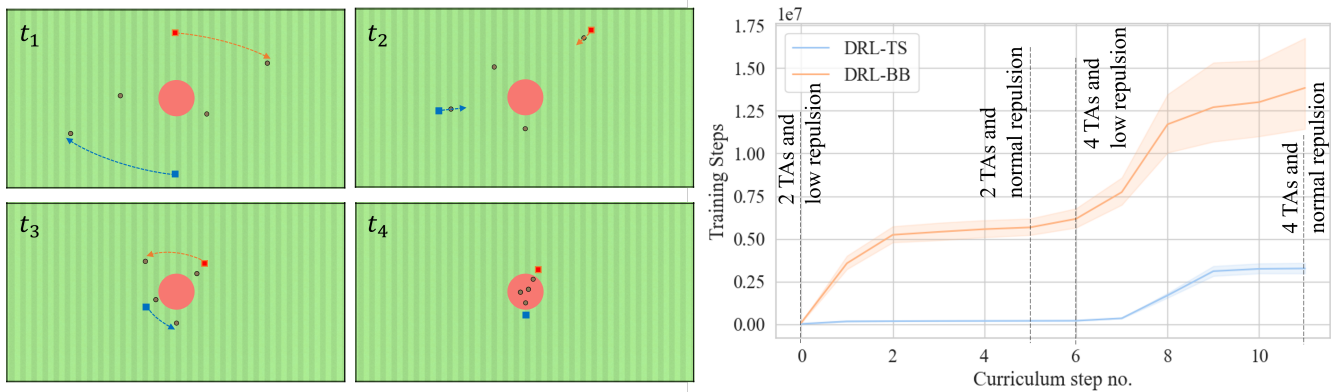 t₁
t₂
t₃
t₄
1e7
1.75
1.50
1.25
1.00
0.75
0.50
0.25
0.00
Training Steps
DRL-TS
DRL-BB
2 TAs and
low repulsion
2 TAs and
normal repulsion
4 TAs and
low repulsion
4 TAs and
normal repulsion
0
2
4
6
8
10
Curriculum step no.